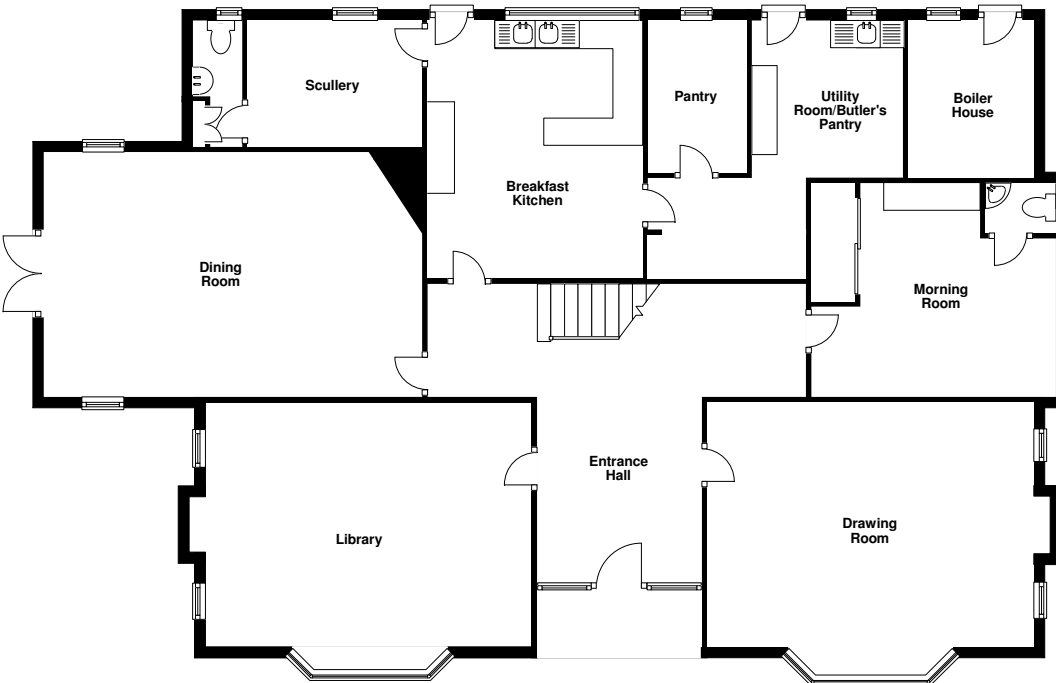 Scullery
Pantry
Utility
Room/Butler's
Pantry
Boiler
House
Breakfast
Kitchen
Dining
Room
Morning
Room
Entrance
Hall
Library
Drawing
Room